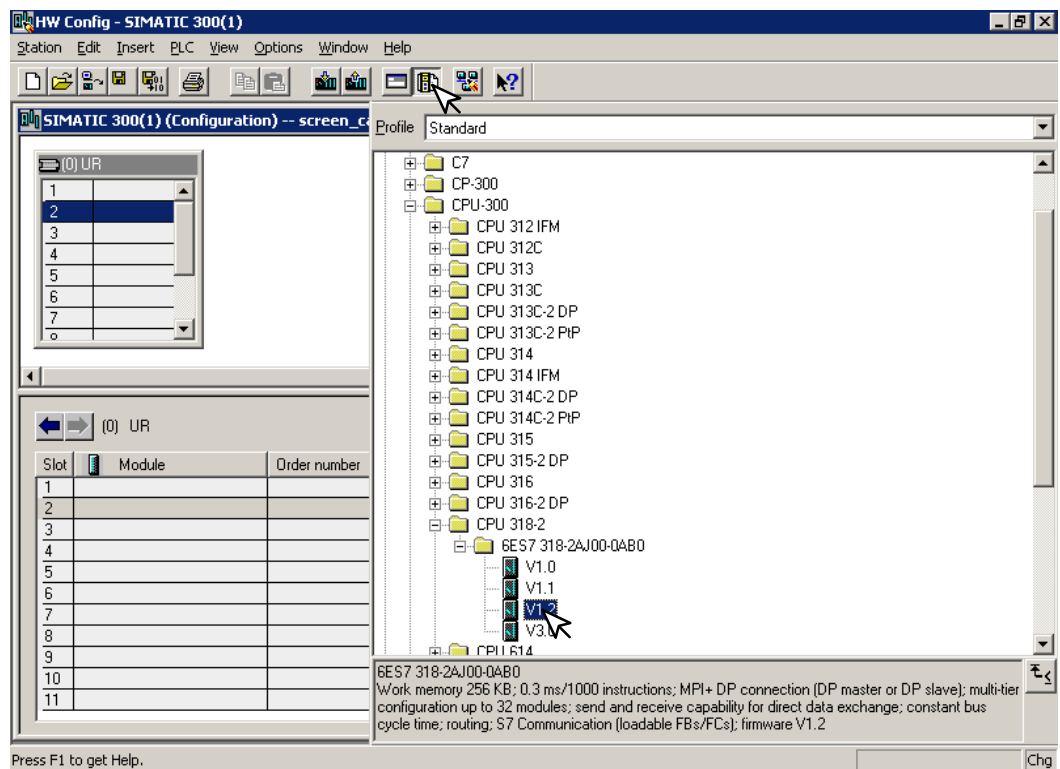 HW Config - SIMATIC 300(1)
Station Edit Insert PLC View Options Window Help
SIMATIC 300(1) (Configuration) -- screen_ca
Profile Standard
(0) UR
1
2
3
4
5
6
7
C7
CP-300
CPU-300
CPU 312 IFM
CPU 312C
CPU 313
CPU 313C
CPU 313C-2 DP
CPU 313C-2 PtP
CPU 314
CPU 314 IFM
CPU 314C-2 DP
CPU 314C-2 PtP
CPU 315
CPU 315-2 DP
CPU 316
CPU 316-2 DP
CPU 318-2
6ES7 318-2AJ00-0AB0
V1.0
V1.1
V1.2
CPU 614
(0) UR
Slot Module Order number
1
2
3
4
5
6
7
8
9
10
11
6ES7 318-2AJ00-0AB0
Work memory 256 KB; 0.3 ms/1000 instructions; MPI+ DP connection (DP master or DP slave); multi-tier
configuration up to 32 modules; send and receive capability for direct data exchange; constant bus
cycle time; routing; S7 Communication (loadable FBs/FCs); firmware V1.2
Press F1 to get Help.
Chg